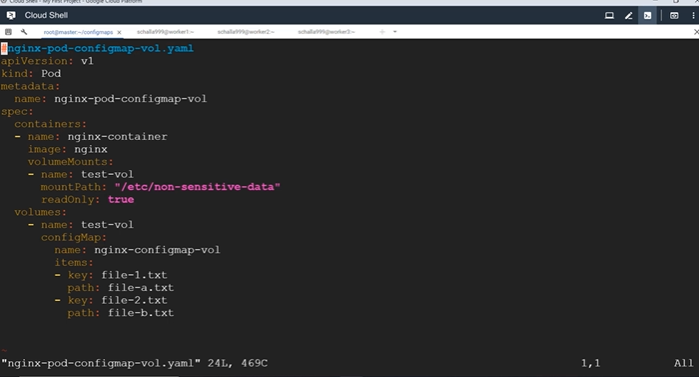 Cloud Shell - My First Project - Google Cloud Platform
Cloud Shell
root@master:~/configmaps × schalla999@worker1:~ schalla999@worker2:~ schalla999@worker3:~
#nginx-pod-configmap-vol.yaml
apiVersion: v1
kind: Pod
metadata:
  name: nginx-pod-configmap-vol
spec:
  containers:
  - name: nginx-container
    image: nginx
    volumeMounts:
    - name: test-vol
      mountPath: "/etc/non-sensitive-data"
      readOnly: true
  volumes:
    - name: test-vol
      configMap:
        name: nginx-configmap-vol
        items:
        - key: file-1.txt
          path: file-a.txt
        - key: file-2.txt
          path: file-b.txt
~
"nginx-pod-configmap-vol.yaml" 24L, 469C 1,1 All